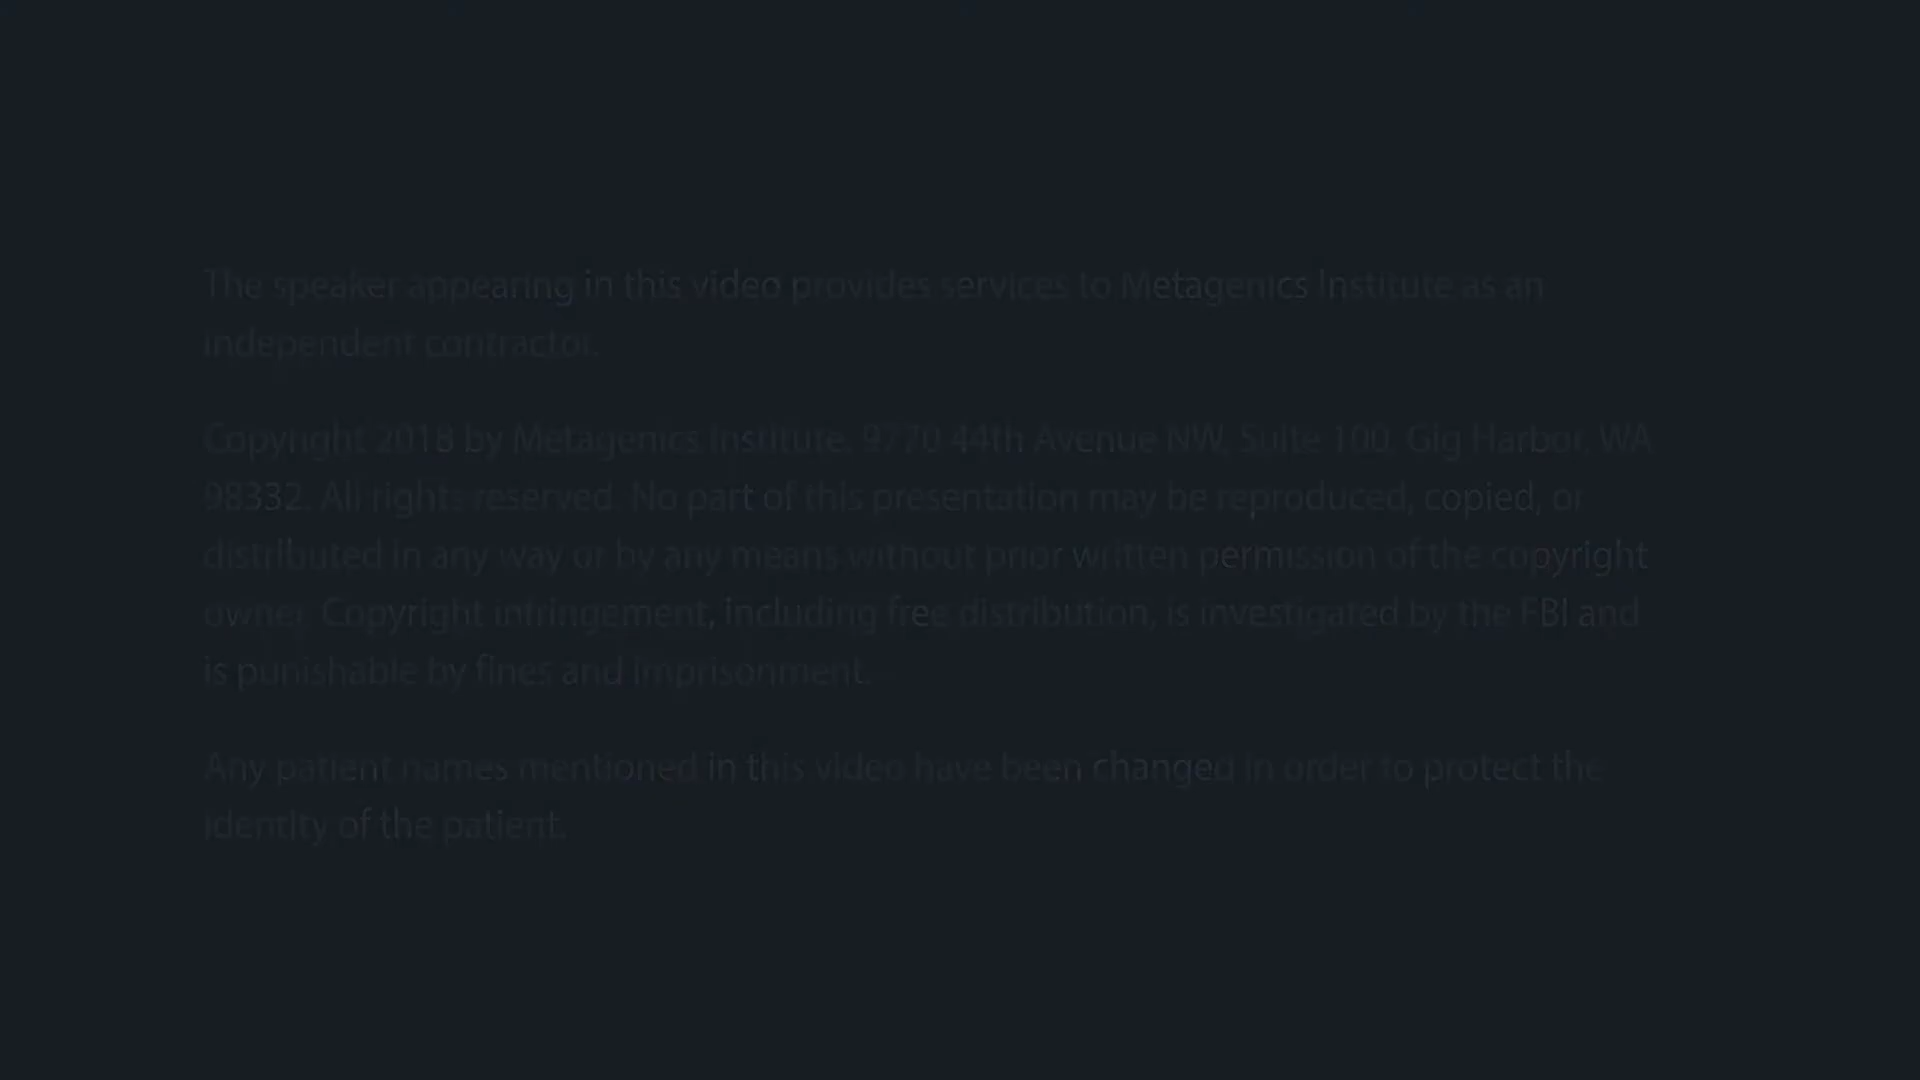 The speaker appearing in this video provides services to Metagenics Institute as an
independent contractor.
Copyright 2018 by Metagenics Institute, 9770 44th Avenue NW, Suite 100, Gig Harbor, WA
98332. All rights reserved. No part of this presentation may be reproduced, copied, or
distributed in any way or by any means without prior written permission of the copyright
owner. Copyright infringement, including free distribution, is investigated by the FBI and
is punishable by fines and imprisonment.
Any patient names mentioned in this video have been changed in order to protect the
identity of the patient.